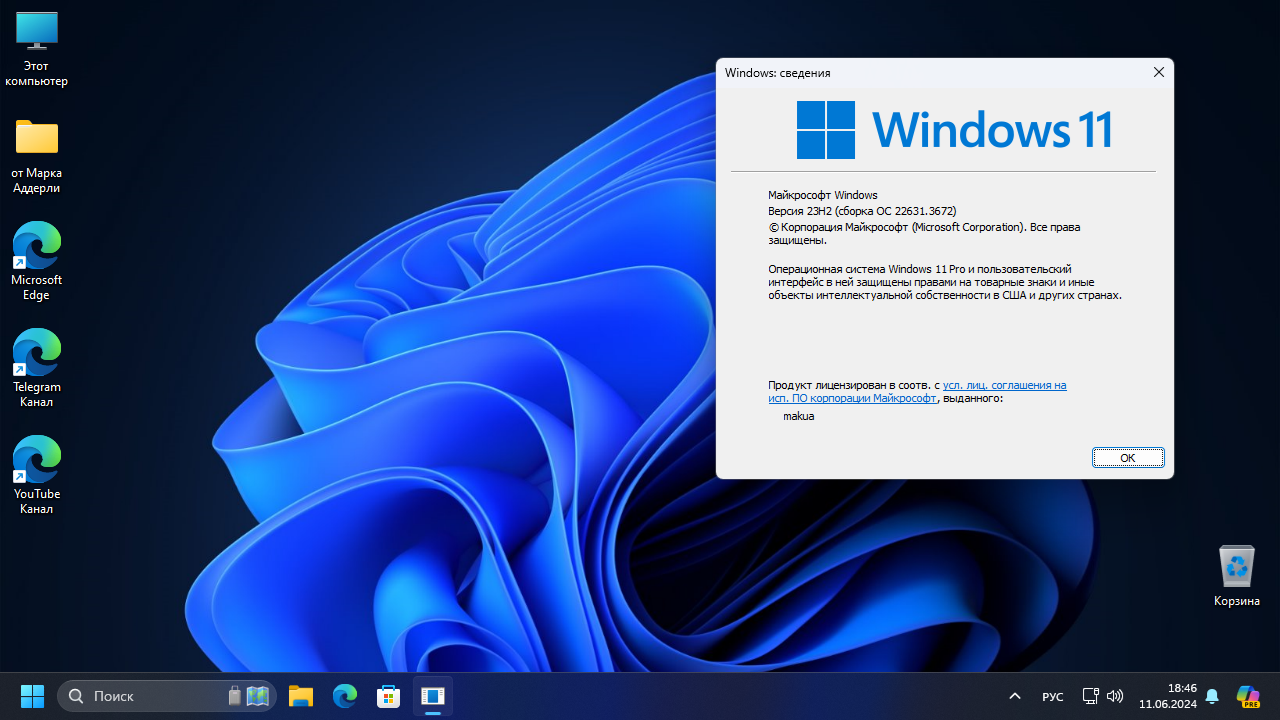 Этот
компьютер
от Марка
Аддерли
Microsoft
Edge
Telegram
Канал
YouTube
Канал
Windows: сведения
Windows 11
Майкрософт Windows
Версия 23H2 (сборка ОС 22631.3672)
© Корпорация Майкрософт (Microsoft Corporation). Все права
защищены.
Операционная система Windows 11 Pro и пользовательский
интерфейс в ней защищены правами на товарные знаки и иные
объекты интеллектуальной собственности в США и других странах.
Продукт лицензирован в соотв. с усл. лиц. соглашения на
исп. ПО корпорации Майкрософт, выданного:
makua
ОК
Корзина
Поиск
РУС
18:46
11.06.2024
PRE